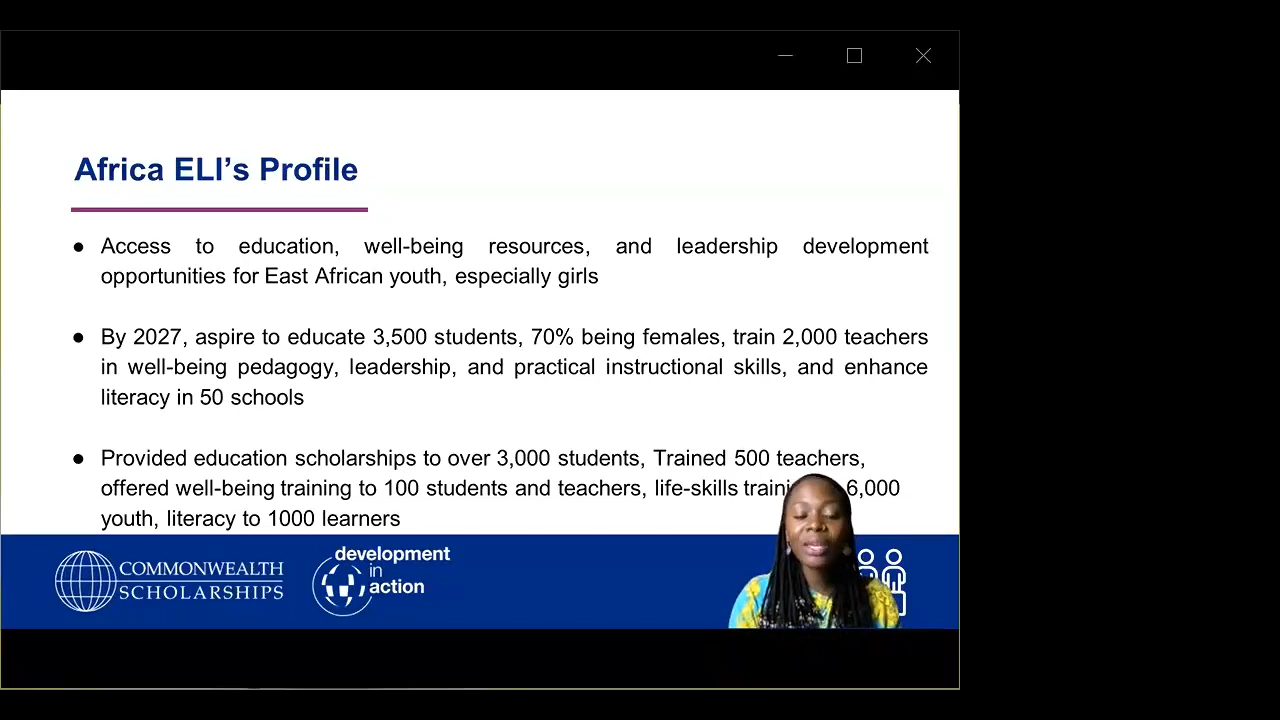 Africa ELI’s Profile
● Access to education, well-being resources, and leadership development
opportunities for East African youth, especially girls
● By 2027, aspire to educate 3,500 students, 70% being females, train 2,000 teachers
in well-being pedagogy, leadership, and practical instructional skills, and enhance
literacy in 50 schools
● Provided education scholarships to over 3,000 students, Trained 500 teachers,
offered well-being training to 100 students and teachers, life-skills 6,000
youth, literacy to 1000 learners
COMMONWEALTH
SCHOLARSHIPS
development
in
action